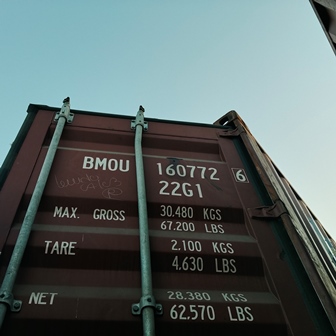 BMOU 160772 6
22G1
MAX. GROSS 30.480 KGS
67.200 LBS
TARE 2.100 KGS
4.630 LBS
NET 28.380 KGS
62.570 LBS